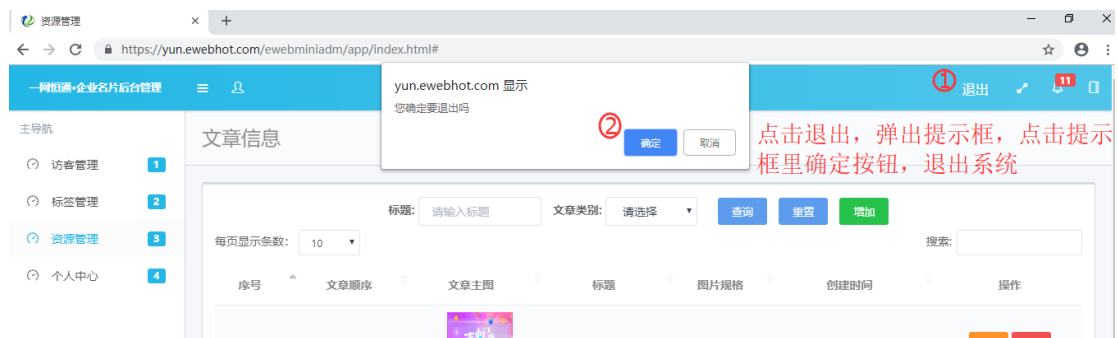 资源管理
https://yun.ewebhot.com/ewebminiadm/app/index.html#
一网恒通•企业名片后台管理
yun.ewebhot.com 显示
您确定要退出吗
② 确定 取消
① 退出 11
点击退出，弹出提示框，点击提示
框里确定按钮，退出系统
主导航
访客管理 1
标签管理 2
资源管理 3
个人中心 4
文章信息
标题: 请输入标题 文章类别: 请选择 查询 重置 增加
每页显示条数: 10 搜索:
序号 文章顺序 文章主图 标题 图片规格 创建时间 操作